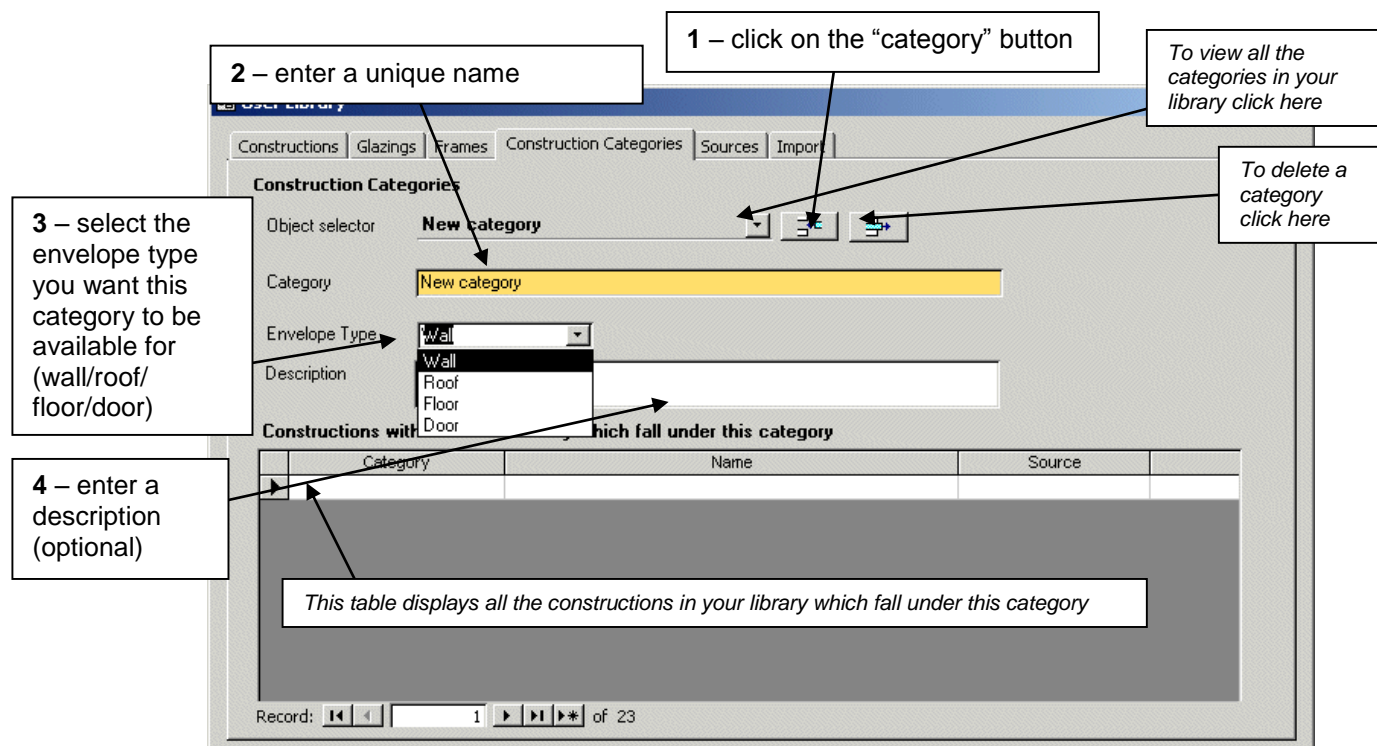 1 – click on the “category” button
To view all the
categories in your
library click here
2 – enter a unique name
User Library
Constructions Glazings Frames Construction Categories Sources Import
Construction Categories
To delete a
category
click here
3 – select the
envelope type
you want this
category to be
available for
(wall/roof/
floor/door)
Object selector New category
Category New category
Envelope Type Wall
Wall
Roof
Floor
Door
Description
Constructions with which fall under this category
Category Name Source
4 – enter a
description
(optional)
This table displays all the constructions in your library which fall under this category
Record: 1 of 23